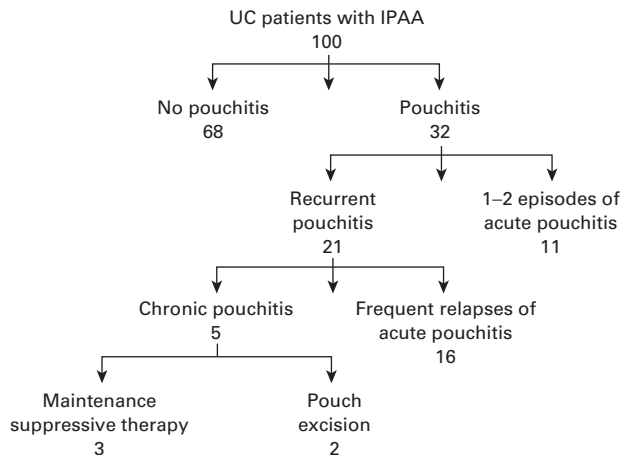 UC patients with IPAA
100
No pouchitis
68
Pouchitis
32
Recurrent
pouchitis
21
1–2 episodes of
acute pouchitis
11
Chronic pouchitis
5
Frequent relapses of
acute pouchitis
16
Maintenance
suppressive therapy
3
Pouch
excision
2